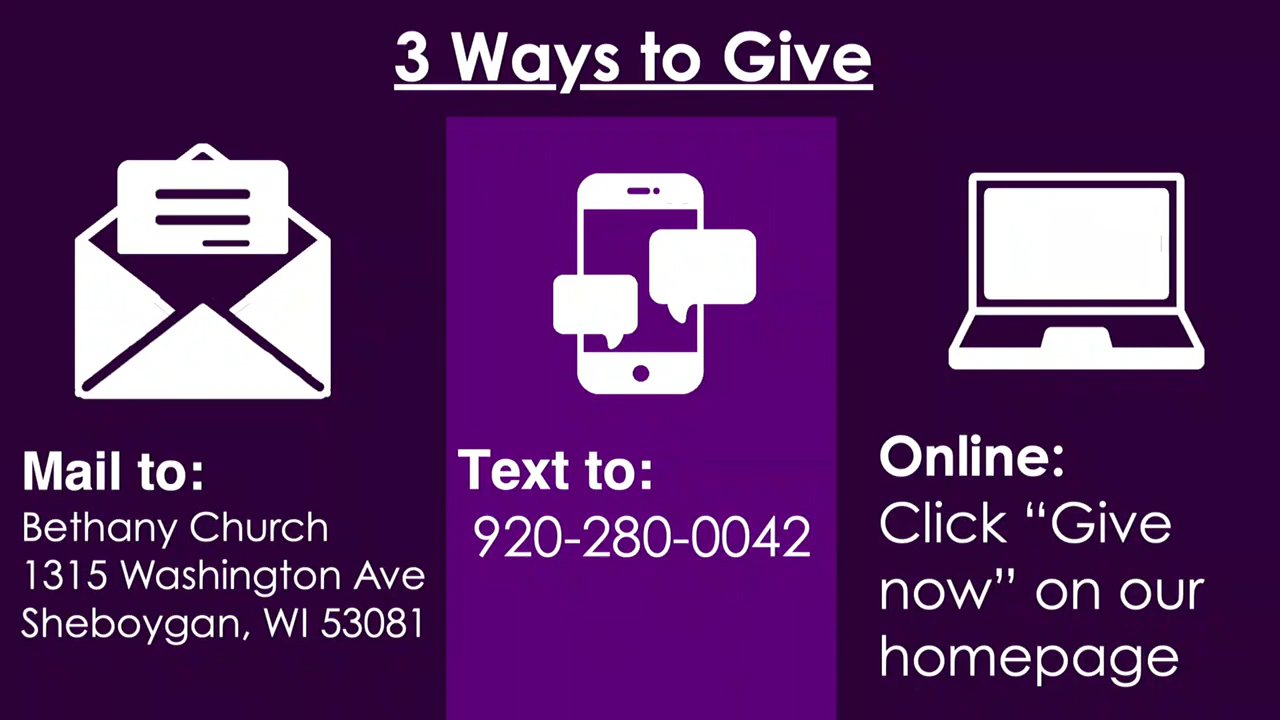 3 Ways to Give
Mail to:
Bethany Church
1315 Washington Ave
Sheboygan, WI 53081
Text to:
920-280-0042
Online:
Click “Give
now” on our
homepage